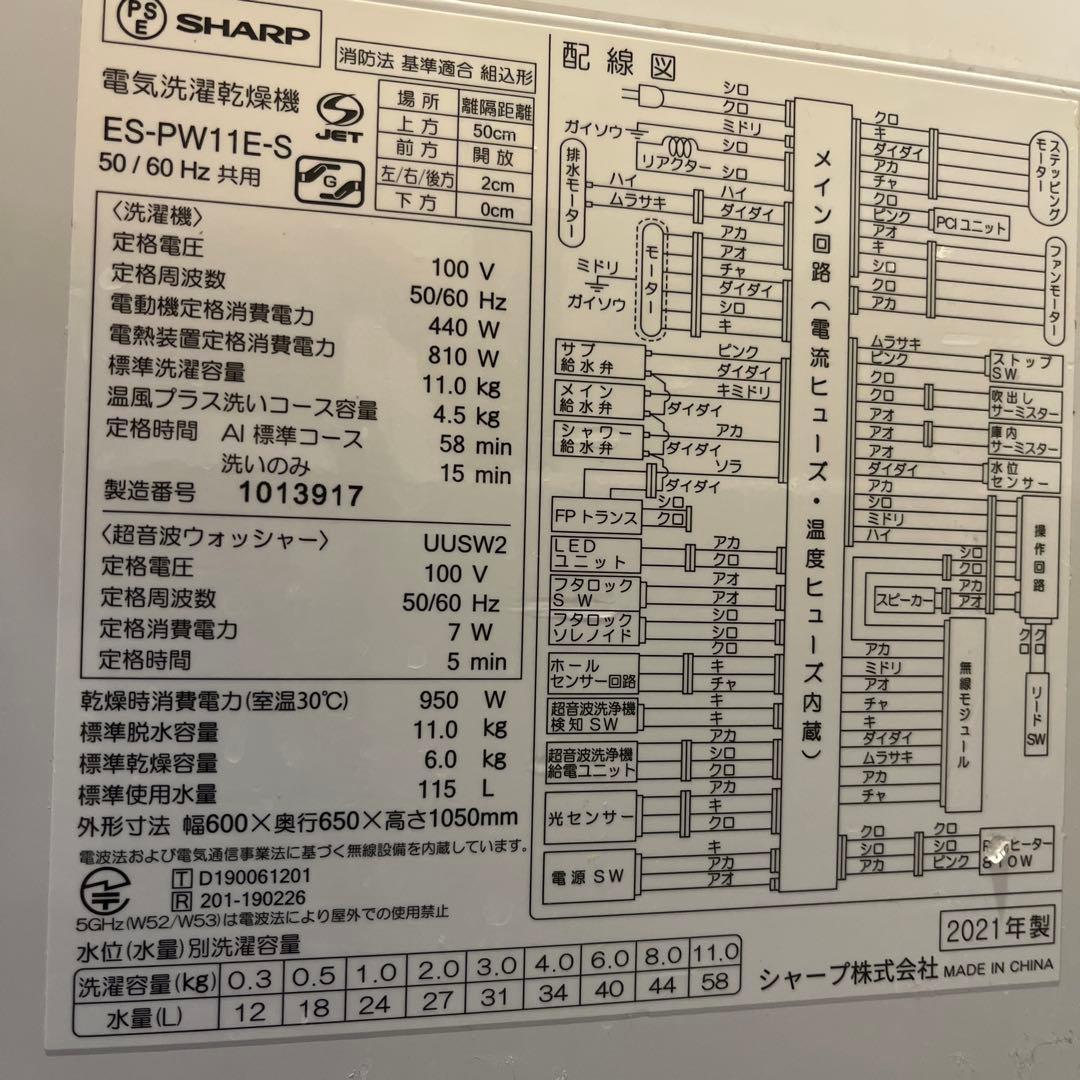 PSE SHARP
消防法 基準適合 組込形
電気洗濯乾燥機
ES-PW11E-S
50/60 Hz 共用
JET
G
場所 離隔距離
上方 50cm
前方 開放
左/右/後方 2cm
下方 0cm
〈洗濯機〉
定格電圧 100 V
定格周波数 50/60 Hz
電動機定格消費電力 440 W
電熱装置定格消費電力 810 W
標準洗濯容量 11.0 kg
温風プラス洗いコース容量 4.5 kg
定格時間 AI 標準コース 58 min
洗いのみ 15 min
製造番号 1013917
〈超音波ウォッシャー〉 UUSW2
定格電圧 100 V
定格周波数 50/60 Hz
定格消費電力 7 W
定格時間 5 min
乾燥時消費電力(室温30℃) 950 W
標準脱水容量 11.0 kg
標準乾燥容量 6.0 kg
標準使用水量 115 L
外形寸法 幅600×奥行650×高さ1050mm
電波法および電気通信事業法に基づく無線設備を内蔵しています。
T D190061201
R 201-190226
5GHz(W52/W53)は電波法により屋外での使用禁止
水位(水量)別洗濯容量
洗濯容量(kg) 0.3 0.5 1.0 2.0 3.0 4.0 6.0 8.0 11.0
水量(L) 12 18 24 27 31 34 40 44 58
配線図
シロ
クロ
ガイソウ ミドリ
シロ
リアクター
シロ
排水モーター
ハイ ハイ
ムラサキ ダイダイ
モーター
アカ
アオ
ミドリ チャ
ガイソウ ダイダイ
シロ
キ
サブ給水弁
ピンク
ダイダイ
メイン給水弁
キミドリ
ダイダイ
シャワー給水弁
アカ
ダイダイ
ソラ
ダイダイ
FPトランス
シロ
クロ
LEDユニット
アカ
クロ
フタロックSW
アオ
アオ
フタロックソレノイド
シロ
シロ
ホールセンサー回路
クロ
キ
チャ
超音波洗浄機検知SW
キ
キ
超音波洗浄機給電ユニット
アカ
シロ
クロ
光センサー
アカ
キ
クロ
電源SW
キ
アカ
アオ
メイン回路(電流ヒューズ・温度ヒューズ内蔵)
クロ
キ
ダイダイ
アカ
チャ
ステッピングモーター
クロ
ピンク
アオ
PCIユニット
キ
シロ
クロ
アカ
ファンモーター
ムラサキ
ピンク
ストップSW
クロ
クロ
吹出しサーミスター
アオ
アオ
庫内サーミスター
アオ
ダイダイ
アカ
水位センサー
シロ
ミドリ
ハイ
操作回路
シロ
クロ
アカ
アオ
スピーカー
クロ
クロ
リードSW
アカ
ミドリ
アオ
チャ
キ
ダイダイ
ムラサキ
アカ
チャ
無線モジュール
クロ クロ
シロ シロ
アカ ピンク
ヒーター
10W
2021年製
シャープ株式会社 MADE IN CHINA